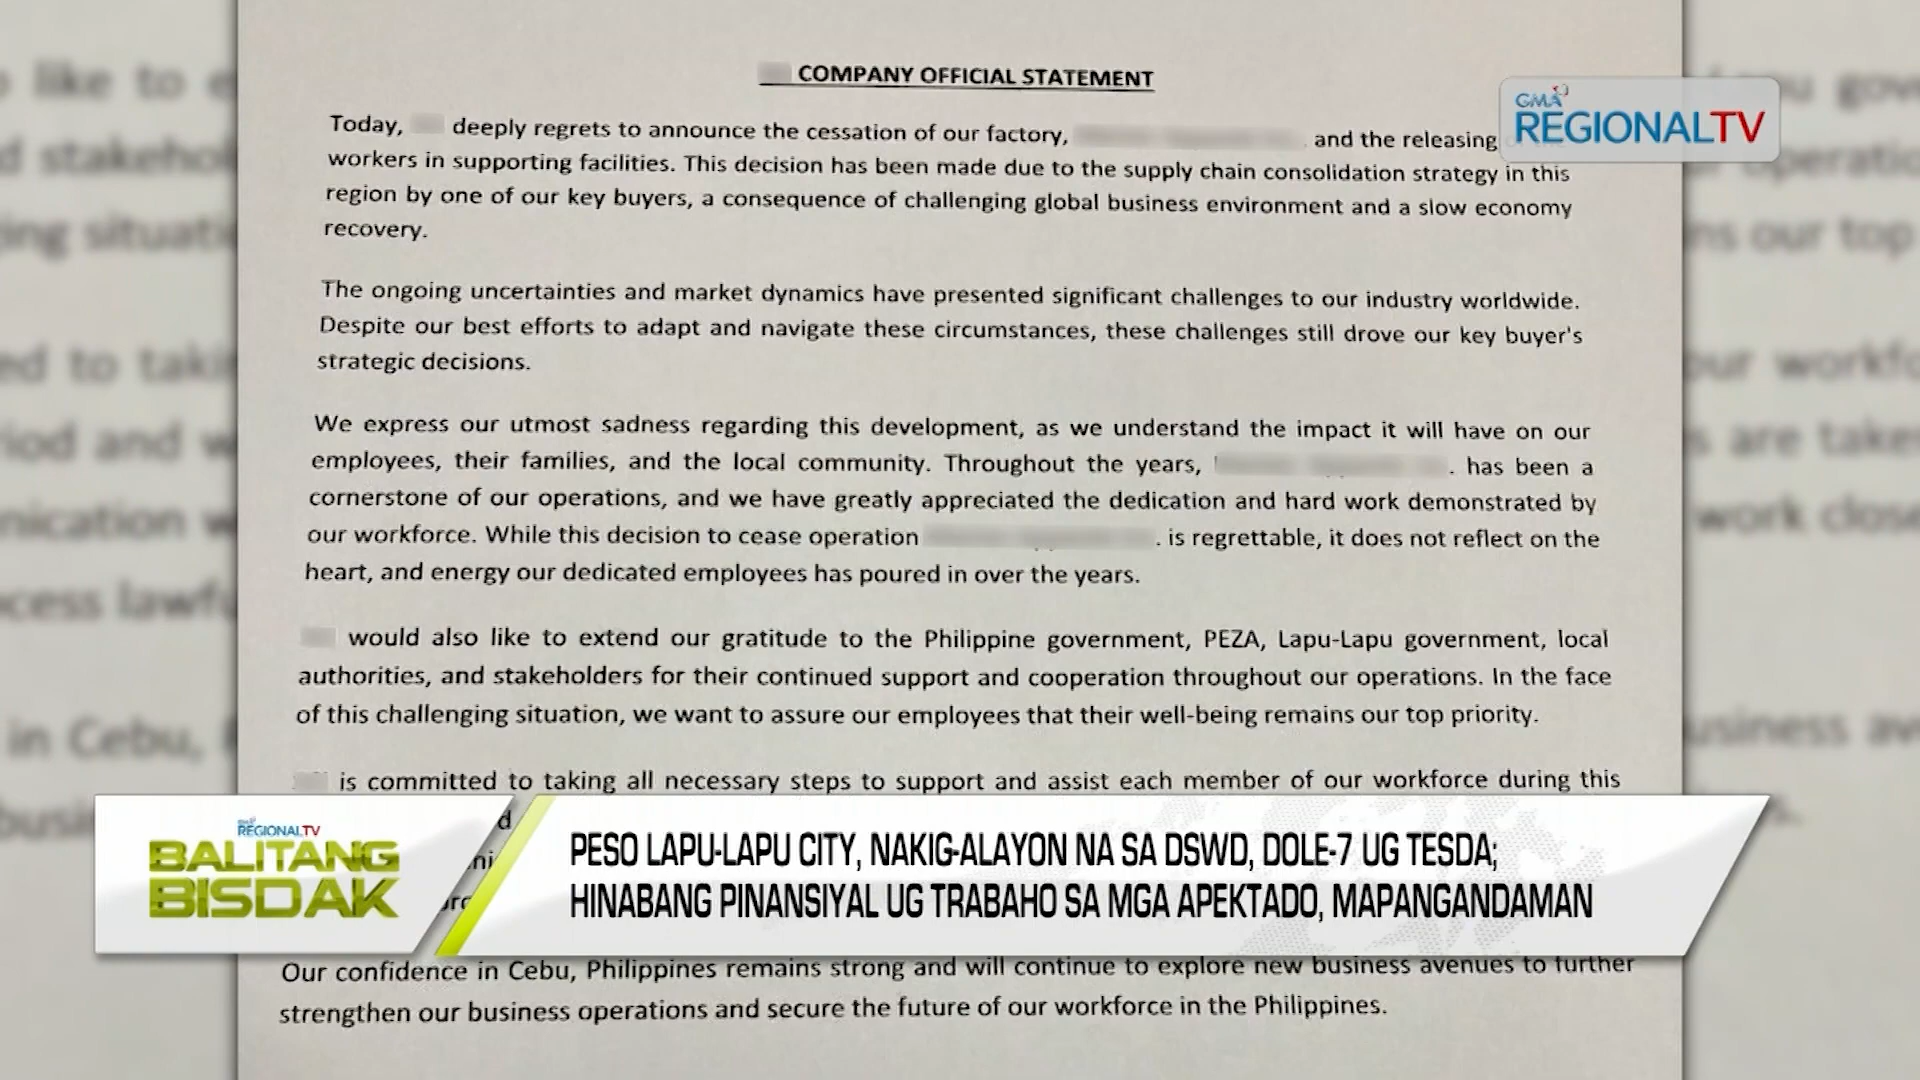 COMPANY OFFICIAL STATEMENT
GMA
REGIONALTV
Today, deeply regrets to announce the cessation of our factory, and the releasing
workers in supporting facilities. This decision has been made due to the supply chain consolidation strategy in this
region by one of our key buyers, a consequence of challenging global business environment and a slow economy
recovery.
The ongoing uncertainties and market dynamics have presented significant challenges to our industry worldwide.
Despite our best efforts to adapt and navigate these circumstances, these challenges still drove our key buyer's
strategic decisions.
We express our utmost sadness regarding this development, as we understand the impact it will have on our
employees, their families, and the local community. Throughout the years, . has been a
cornerstone of our operations, and we have greatly appreciated the dedication and hard work demonstrated by
our workforce. While this decision to cease operation . is regrettable, it does not reflect on the
heart, and energy our dedicated employees has poured in over the years.
would also like to extend our gratitude to the Philippine government, PEZA, Lapu-Lapu government, local
authorities, and stakeholders for their continued support and cooperation throughout our operations. In the face
of this challenging situation, we want to assure our employees that their well-being remains our top priority.
is committed to taking all necessary steps to support and assist each member of our workforce during this
GMA
REGIONALTV
BALITANG
BISDAK
PESO LAPU-LAPU CITY, NAKIG-ALAYON NA SA DSWD, DOLE-7 UG TESDA;
HINABANG PINANSIYAL UG TRABAHO SA MGA APEKTADO, MAPANGANDAMAN
Our confidence in Cebu, Philippines remains strong and will continue to explore new business avenues to further
strengthen our business operations and secure the future of our workforce in the Philippines.